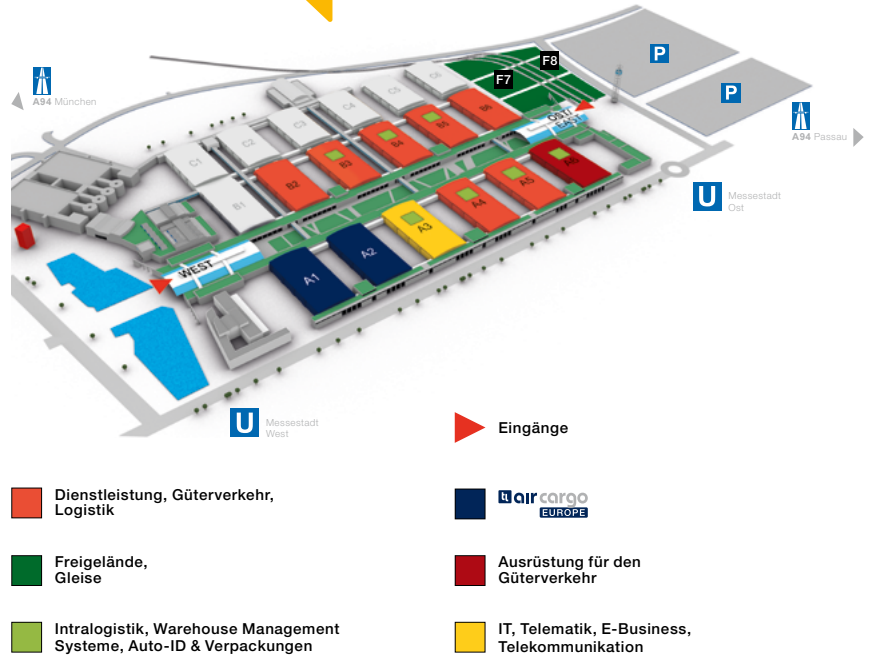 P
F8
F7
P
A94 München
A94 Passau
OST/
EAST
C6
C5
C4
C3
C2
C1
B6
B5
B4
B3
B2
B1
A6
A5
A4
A3
A2
A1
WEST
U Messestadt
Ost
U Messestadt
West
Eingänge
Dienstleistung, Güterverkehr,
Logistik
air cargo
EUROPE
Freigelände,
Gleise
Ausrüstung für den
Güterverkehr
Intralogistik, Warehouse Management
Systeme, Auto-ID & Verpackungen
IT, Telematik, E-Business,
Telekommunikation